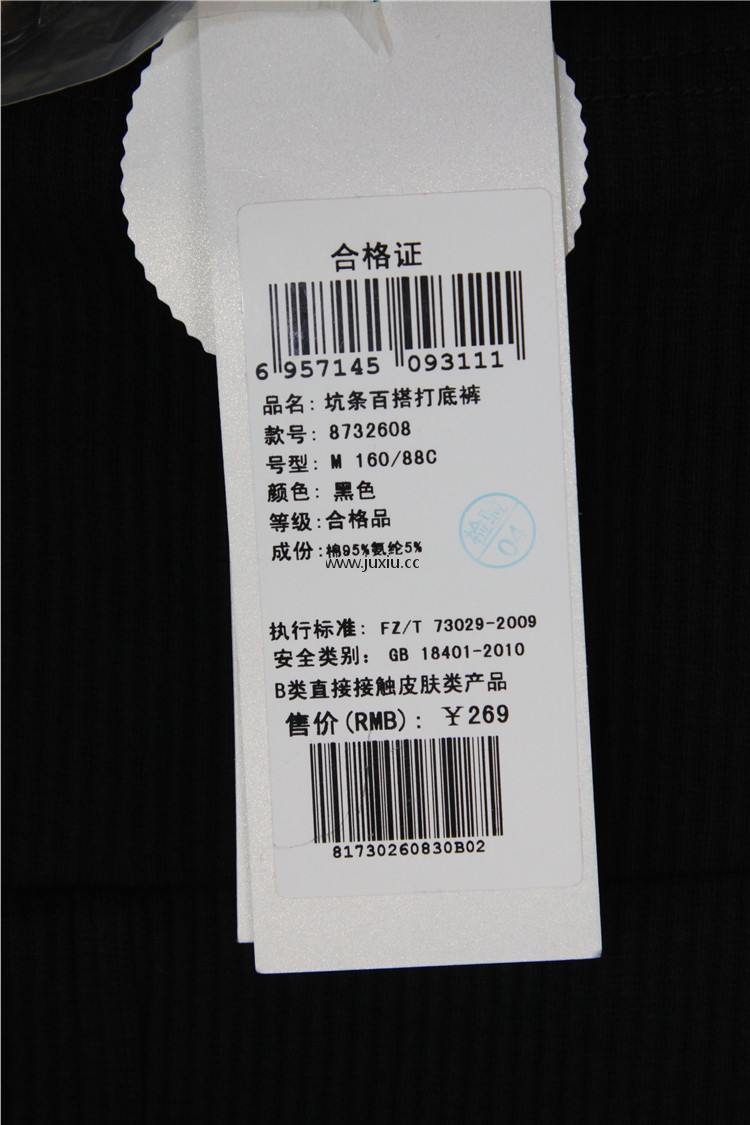 合格证
6 957145 093111
品名: 坑条百搭打底裤
款号: 8732608
号型: M 160/88C
颜色: 黑色
等级:合格品
检 04
成份:棉95%氨纶5%
www.juxiu.cc
执行标准: FZ/T 73029-2009
安全类别: GB 18401-2010
B类直接接触皮肤类产品
售价(RMB): ￥269
81730260830B02